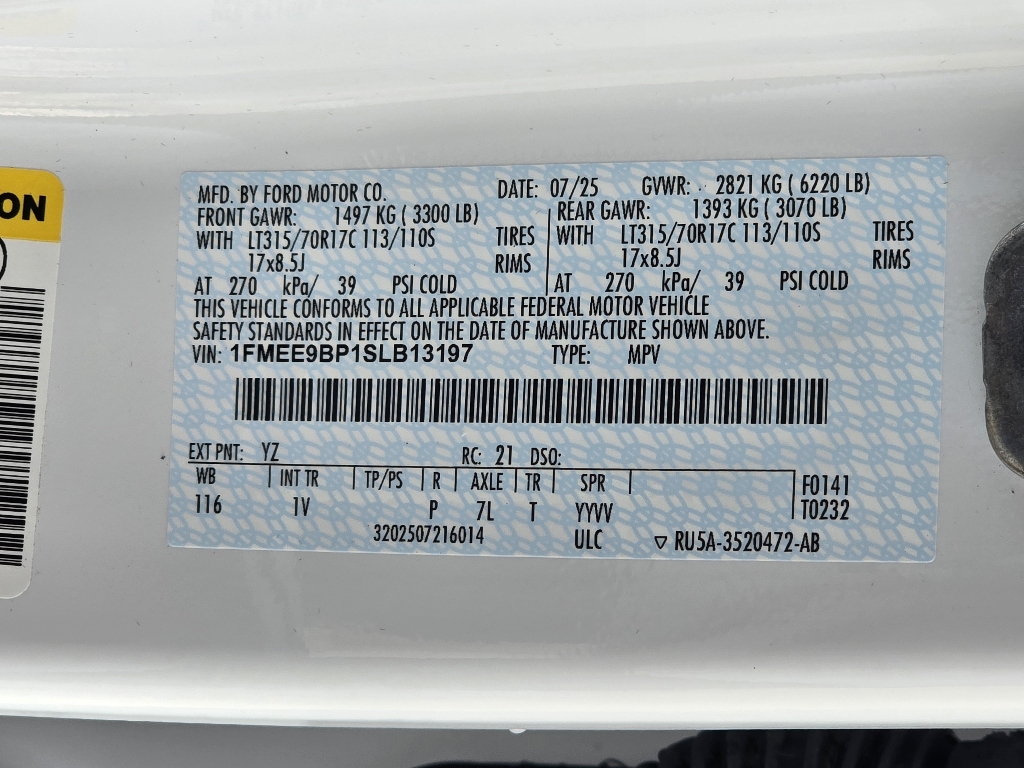 ON
MFD. BY FORD MOTOR CO. DATE: 07/25 GVWR: 2821 KG ( 6220 LB)
FRONT GAWR: 1497 KG ( 3300 LB) REAR GAWR: 1393 KG ( 3070 LB)
WITH LT315/70R17C 113/110S TIRES WITH LT315/70R17C 113/110S TIRES
17x8.5J RIMS 17x8.5J RIMS
AT 270 kPa/ 39 PSI COLD AT 270 kPa/ 39 PSI COLD
THIS VEHICLE CONFORMS TO ALL APPLICABLE FEDERAL MOTOR VEHICLE
SAFETY STANDARDS IN EFFECT ON THE DATE OF MANUFACTURE SHOWN ABOVE.
VIN: 1FMEE9BP1SLB13197 TYPE: MPV
EXT PNT: YZ RC: 21 DSO:
WB INT TR TP/PS R AXLE TR SPR F0141
116 1V P 7L T YYVV T0232
3202507216014 ULC ▽ RU5A-3520472-AB